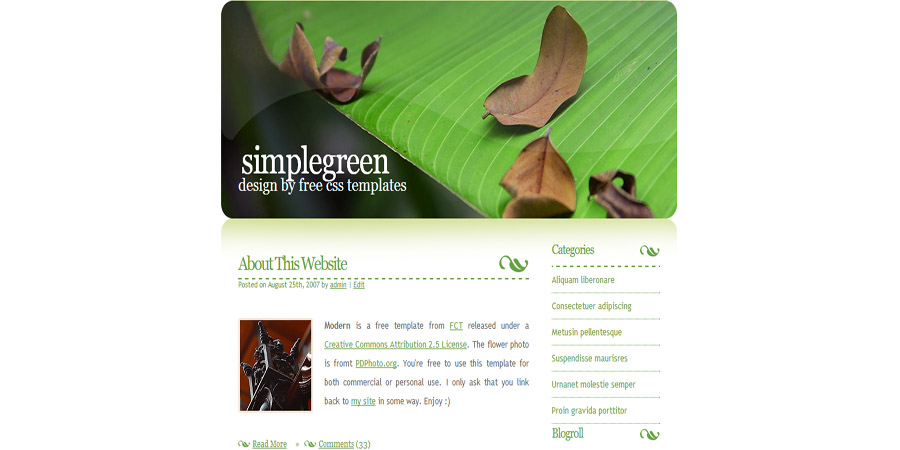 simplegreen
design by free css templates
About This Website
Posted on August 25th, 2007 by admin | Edit
Modern is a free template from FCT released under a
Creative Commons Attribution 2.5 License. The flower photo
is fromt PDPhoto.org. You're free to use this template for
both commercial or personal use. I only ask that you link
back to my site in some way. Enjoy :)
Read More » Comments (33)
Categories
Aliquam liberonare
Consectetuer adipiscing
Metusin pellentesque
Suspendisse maurisres
Urnanet molestie semper
Proin gravida porttitor
Blogroll